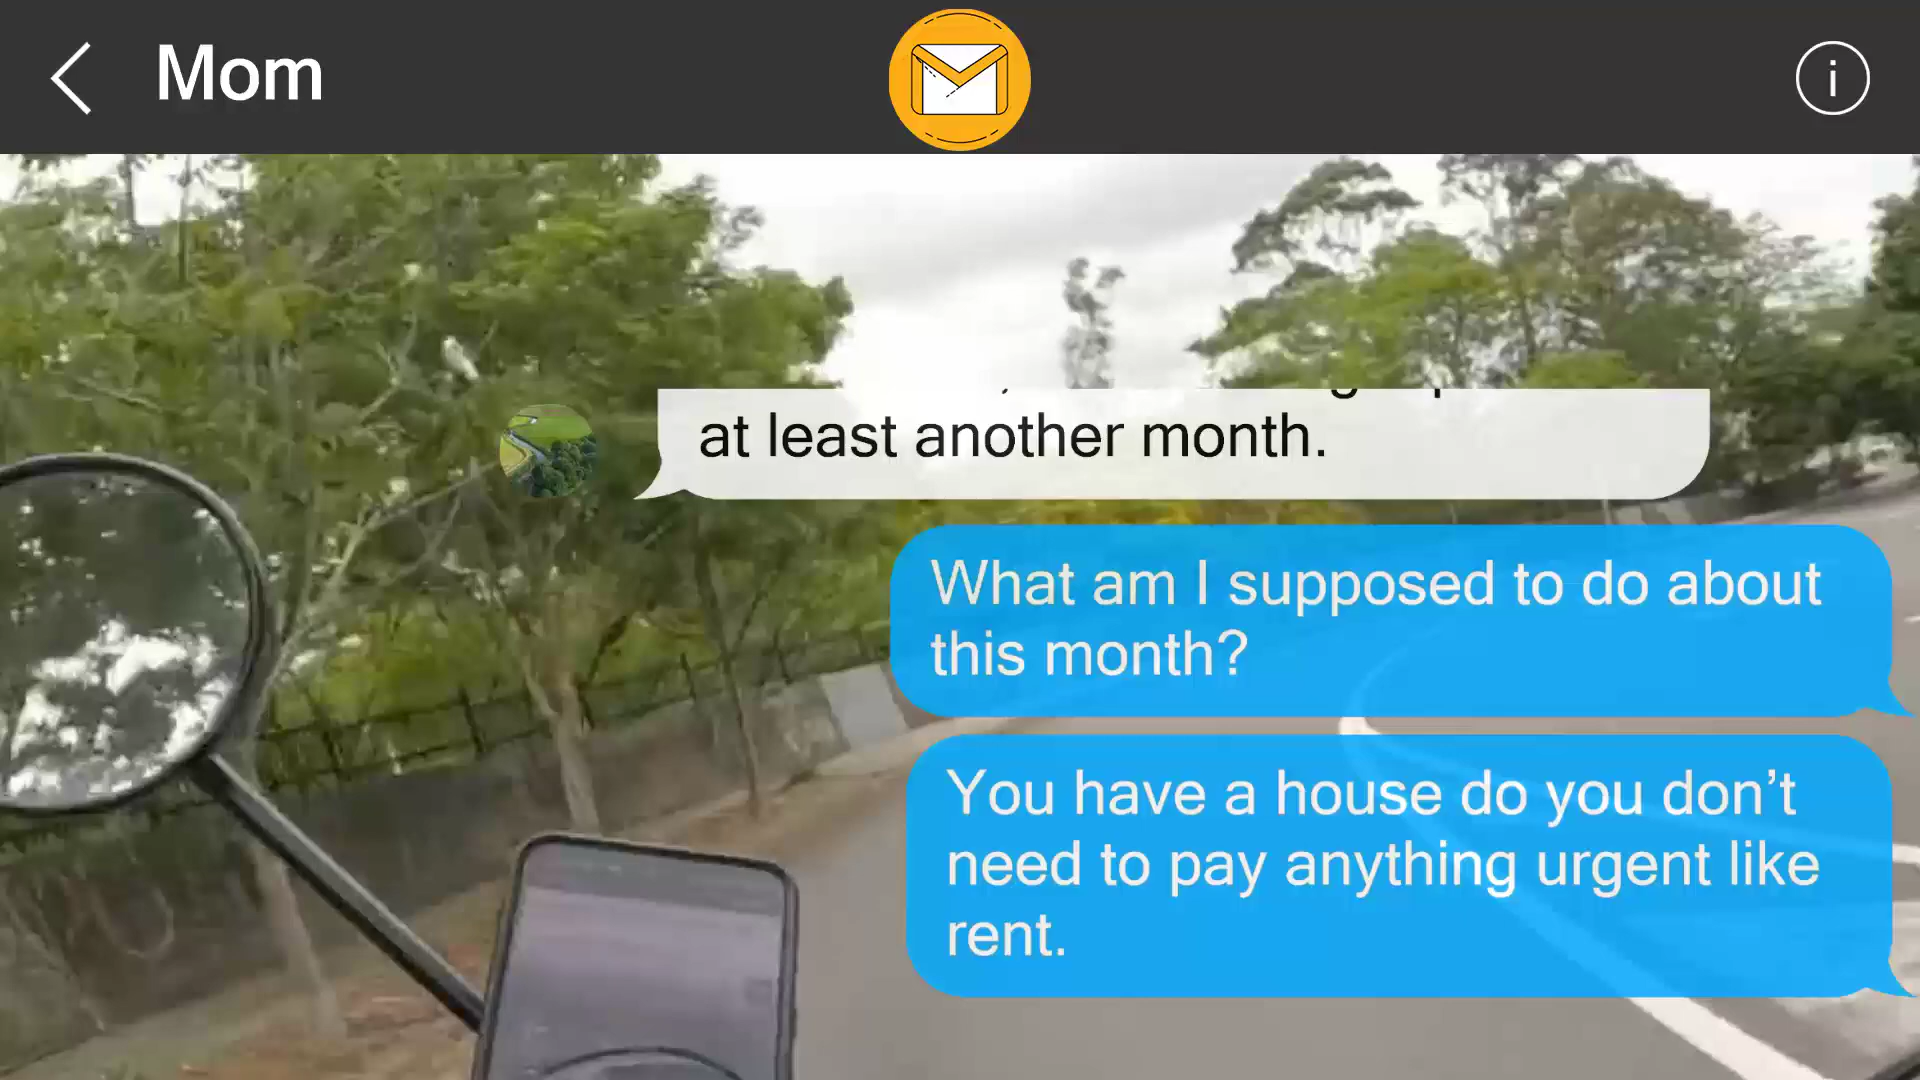 Mom
at least another month.
What am I supposed to do about
this month?
You have a house do you don’t
need to pay anything urgent like
rent.